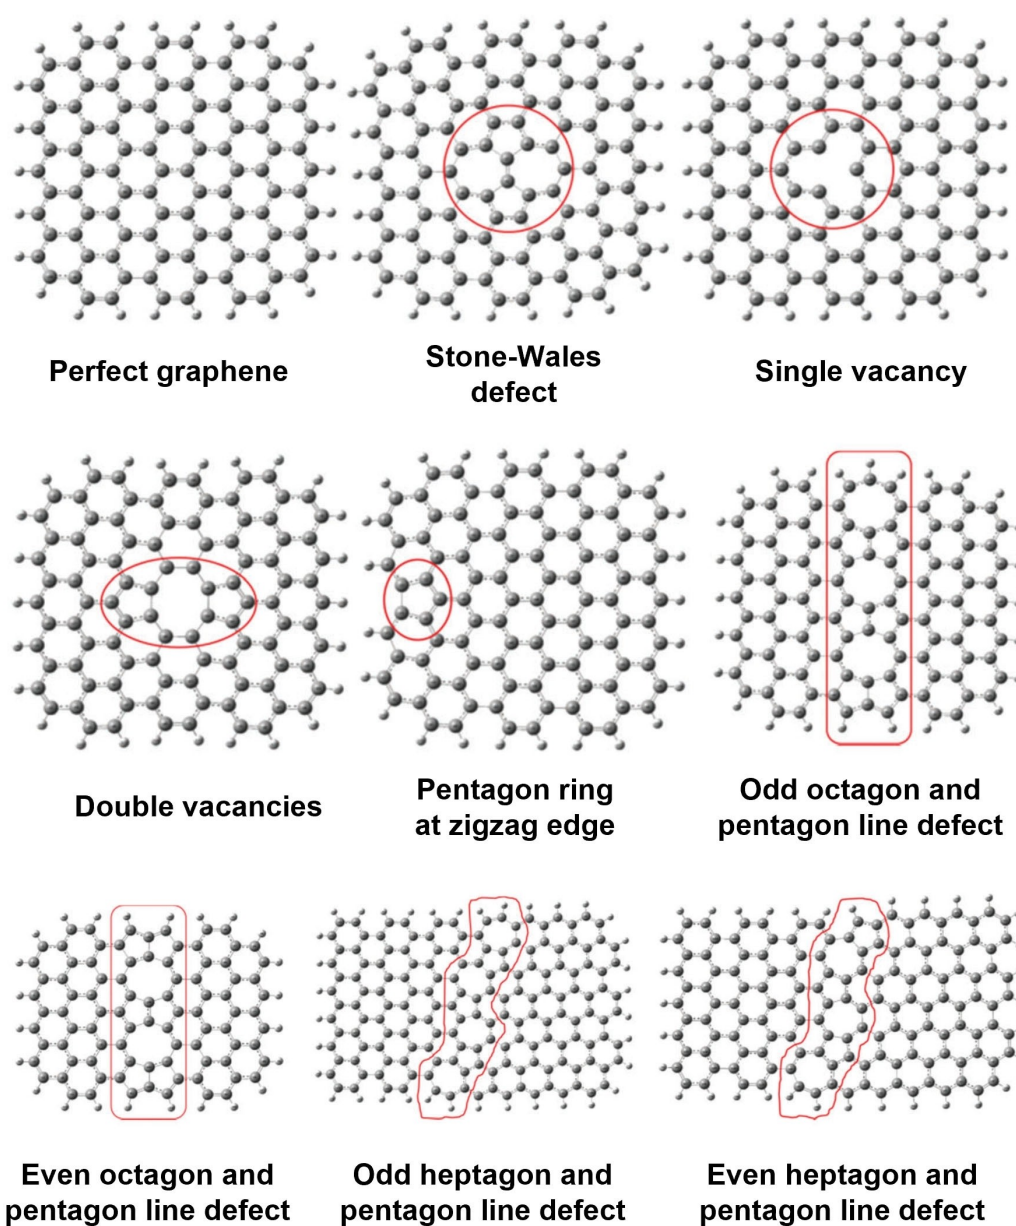 Perfect graphene
Stone-Wales
defect
Single vacancy
Double vacancies
Pentagon ring
at zigzag edge
Odd octagon and
pentagon line defect
Even octagon and
pentagon line defect
Odd heptagon and
pentagon line defect
Even heptagon and
pentagon line defect